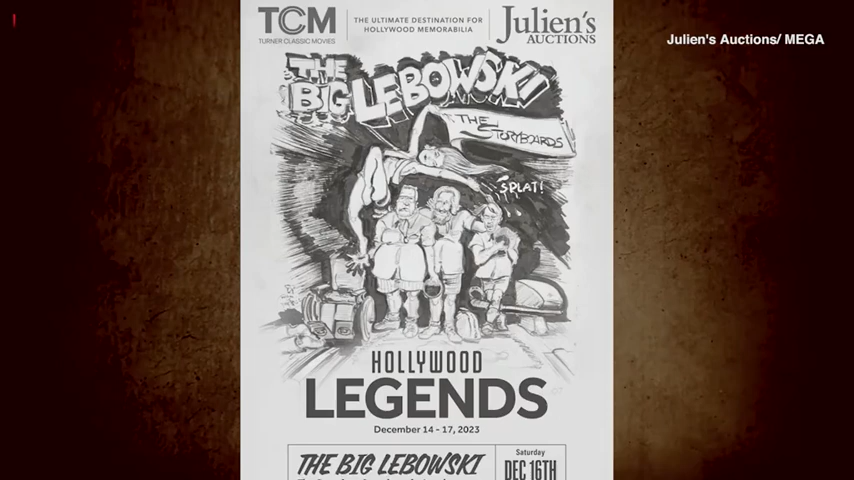 TCM
TURNER CLASSIC MOVIES
THE ULTIMATE DESTINATION FOR
HOLLYWOOD MEMORABILIA
Julien's
AUCTIONS
Julien's Auctions/ MEGA
THE
BIG LEBOWSKI
THE
STORYBOARDS
SPLAT!
HOLLYWOOD
LEGENDS
December 14 - 17, 2023
THE BIG LEBOWSKI
Saturday
DEC 16TH